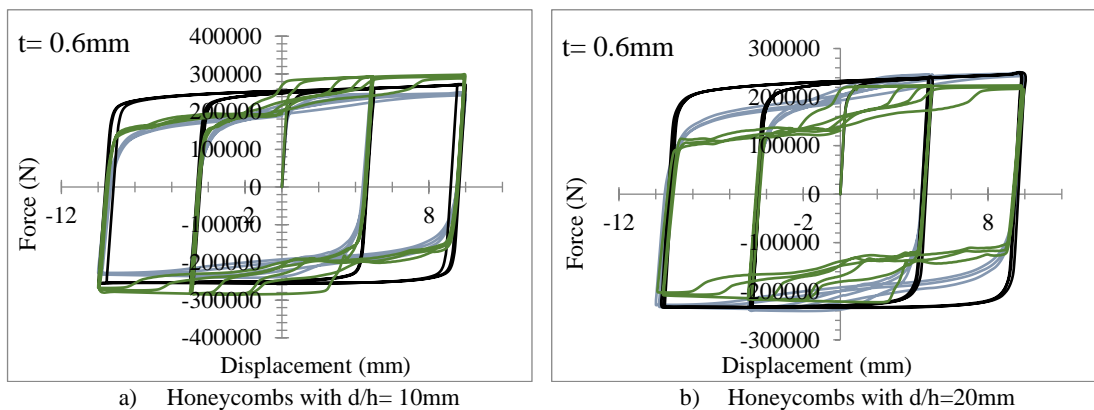 t= 0.6mm
400000
300000
200000
100000
0
-100000
-200000
-300000
-400000
-12
-2
8
Force (N)
Displacement (mm)
a) Honeycombs with d/h= 10mm
t= 0.6mm
300000
200000
100000
0
-100000
-200000
-300000
-12
-2
8
Force (N)
Displacement (mm)
b) Honeycombs with d/h=20mm